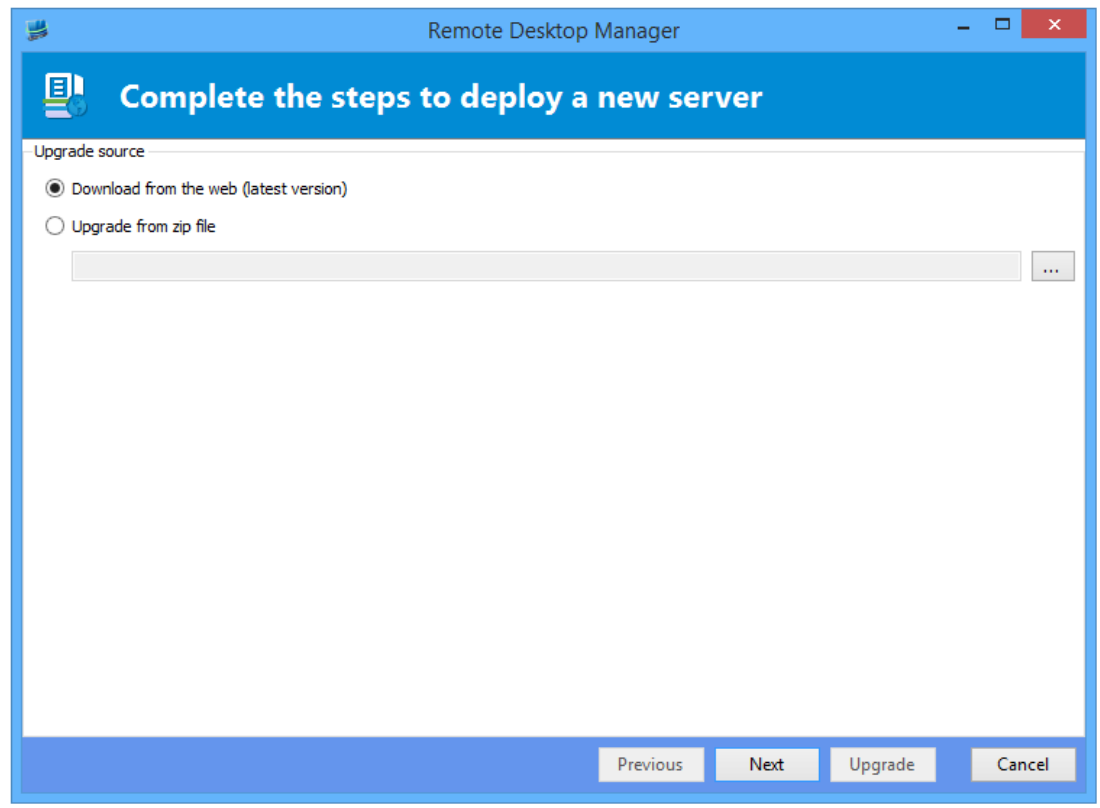 Remote Desktop Manager
Complete the steps to deploy a new server
Upgrade source
Download from the web (latest version)
Upgrade from zip file
...
Previous Next Upgrade Cancel